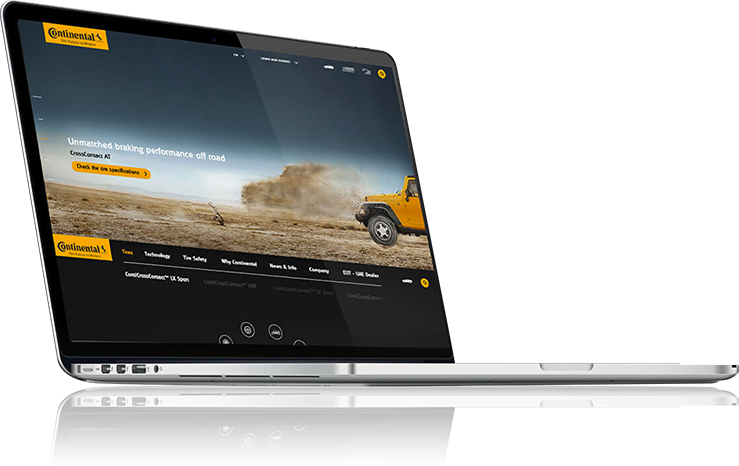 Continental
Unmatched braking performance off road
CrossContact AT
Check the tire specifications
Continental
Tires Technology Tire Safety Why Continental News & Info Company EUT - UAE Dealer
ContiCrossContact™ LX Sport ContiCrossContact™ UHP ContiCrossContact™ LX Sport ContiCrossContact